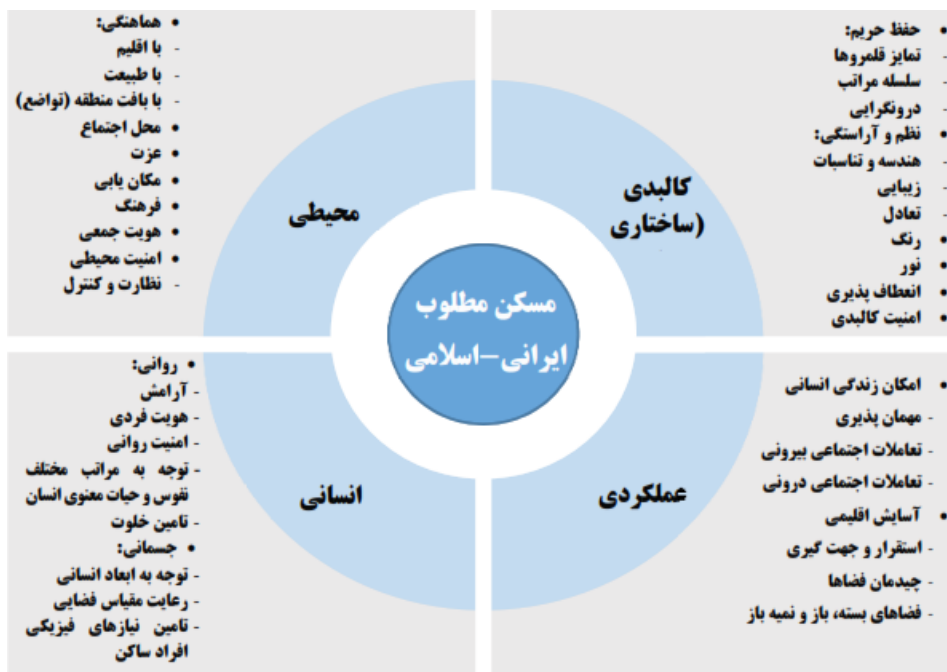 حفظ حریم:
- تمایز قلمروها
- سلسله مراتب
- درونگرایی
نظم و آراستگی:
- هندسه و تناسبات
- زیبایی
- تعادل
رنگ
نور
انعطاف پذیری
امنیت کالبدی
کالبدی
(ساختاری
هماهنگی:
- با اقلیم
- با طبیعت
- با بافت منطقه (تواضع)
محل اجتماع
عزت
مکان یابی
فرهنگ
هویت جمعی
امنیت محیطی
- نظارت و کنترل
محیطی
مسکن مطلوب
ایرانی-اسلامی
امکان زندگی انسانی
- مهمان پذیری
- تعاملات اجتماعی بیرونی
- تعاملات اجتماعی درونی
آسایش اقلیمی
- استقرار و جهت گیری
- چیدمان فضاها
- فضاهای بسته، باز و نمیه باز
عملکردی
روانی:
- آرامش
- هویت فردی
- امنیت روانی
- توجه به مراتب مختلف
نفوس و حیات معنوی انسان
- تامین خلوت
جسمانی:
- توجه به ابعاد انسانی
- رعایت مقیاس فضایی
- تامین نیازهای فیزیکی
افراد ساکن
انسانی